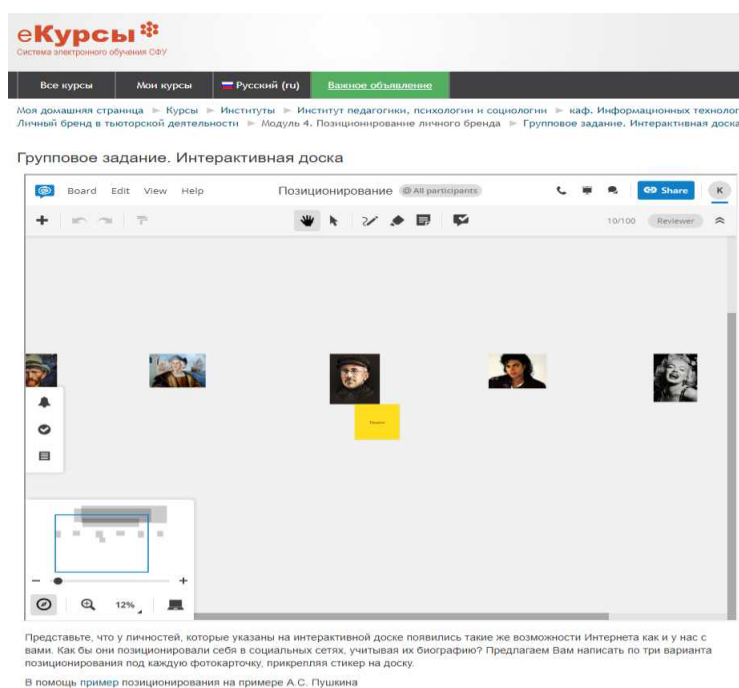 еКурсы
Система электронного обучения СФУ
Все курсы Мои курсы Русский (ru) Важное объявление
Моя домашняя страница ► Курсы ► Институты ► Институт педагогики, психологии и социологии ► каф. Информационных технолог
Личный бренд в тьюторской деятельности ► Модуль 4. Позиционирование личного бренда ► Групповое задание. Интерактивная доска
Групповое задание. Интерактивная доска
Board Edit View Help Позиционирование @ All participants Share K
10/100 Reviewer
12%
Представьте, что у личностей, которые указаны на интерактивной доске появились такие же возможности Интернета как и у нас с
вами. Как бы они позиционировали себя в социальных сетях, учитывая их биографию? Предлагаем Вам написать по три варианта
позиционирования под каждую фотокарточку, прикрепляя стикер на доску.
В помощь пример позиционирования на примере А.С. Пушкина